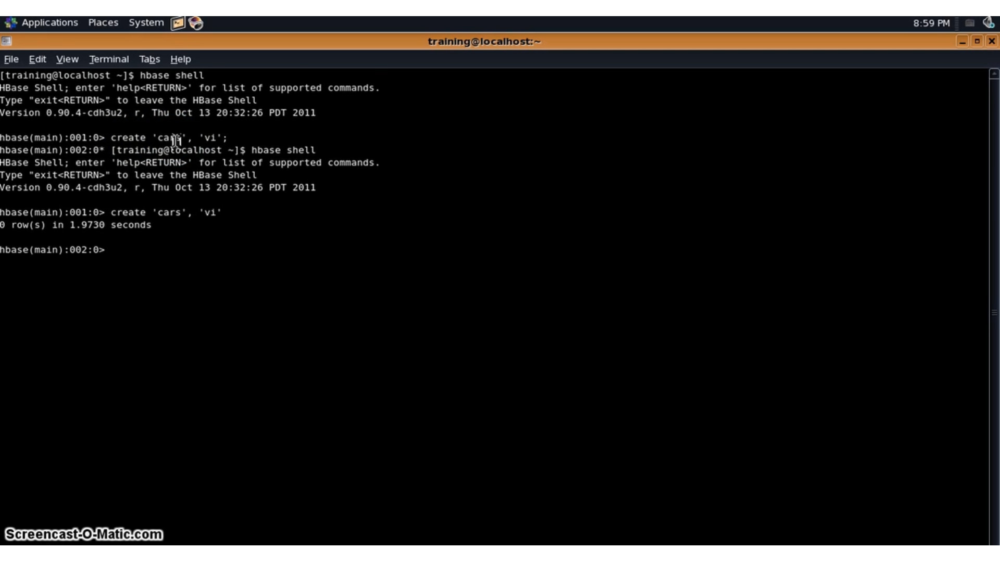 Applications Places System 8:59 PM
training@localhost:~
File Edit View Terminal Tabs Help
[training@localhost ~]$ hbase shell
HBase Shell; enter 'help<RETURN>' for list of supported commands.
Type "exit<RETURN>" to leave the HBase Shell
Version 0.90.4-cdh3u2, r, Thu Oct 13 20:32:26 PDT 2011
hbase(main):001:0> create 'cars', 'vi';
hbase(main):002:0* [training@localhost ~]$ hbase shell
HBase Shell; enter 'help<RETURN>' for list of supported commands.
Type "exit<RETURN>" to leave the HBase Shell
Version 0.90.4-cdh3u2, r, Thu Oct 13 20:32:26 PDT 2011
hbase(main):001:0> create 'cars', 'vi'
0 row(s) in 1.9730 seconds
hbase(main):002:0>
Screencast-O-Matic.com